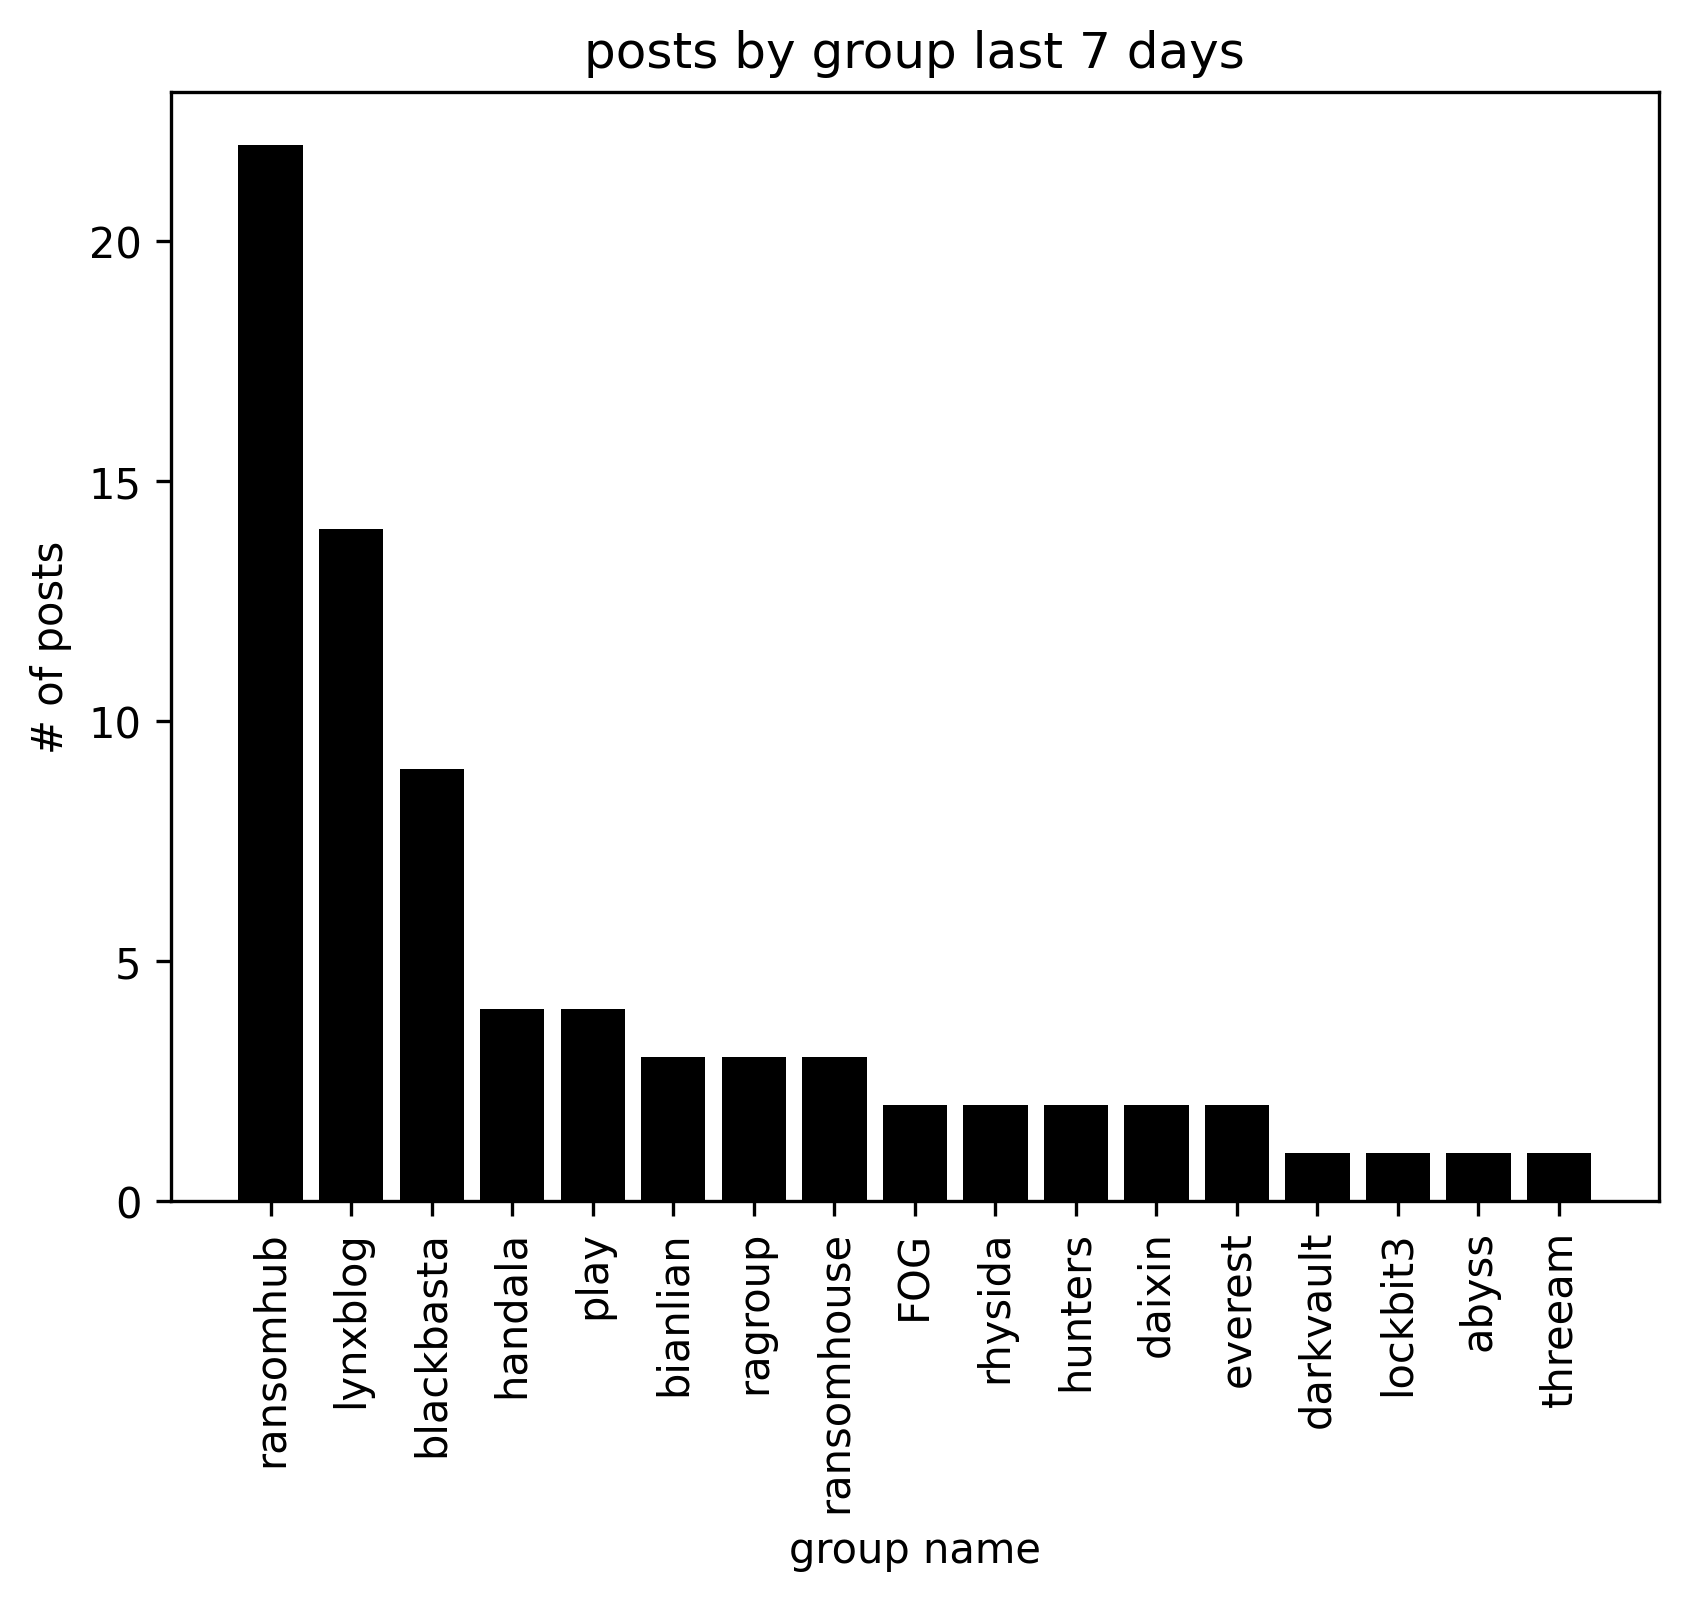 posts by group last 7 days
# of posts
20
15
10
5
0
ransomhub
lynxblog
blackbasta
handala
play
bianlian
ragroup
ransomhouse
FOG
rhysida
hunters
daixin
everest
darkvault
lockbit3
abyss
threeam
group name